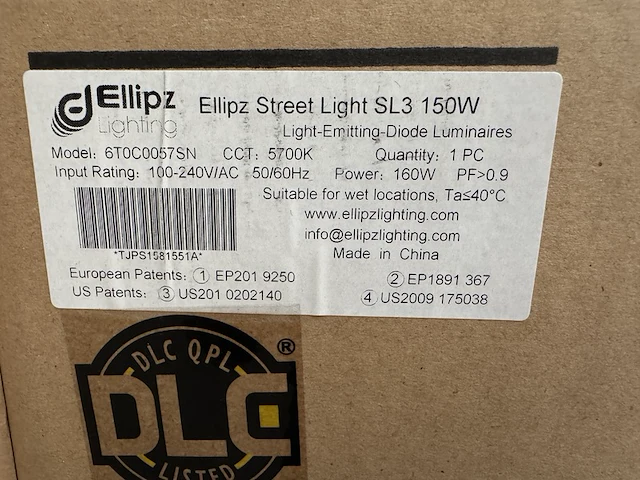 Ellipz
Lighting
Ellipz Street Light SL3 150W
Light-Emitting-Diode Luminaires
Model: 6T0C0057SN CCT: 5700K Quantity: 1 PC
Input Rating: 100-240V/AC 50/60Hz Power: 160W PF>0.9
Suitable for wet locations, Ta≤40°C
www.ellipzlighting.com
info@ellipzlighting.com
Made in China
*TJPS1581551A*
European Patents: ① EP201 9250 ② EP1891 367
US Patents: ③ US201 0202140 ④ US2009 175038
DLC QPL ®
DLC
LISTED